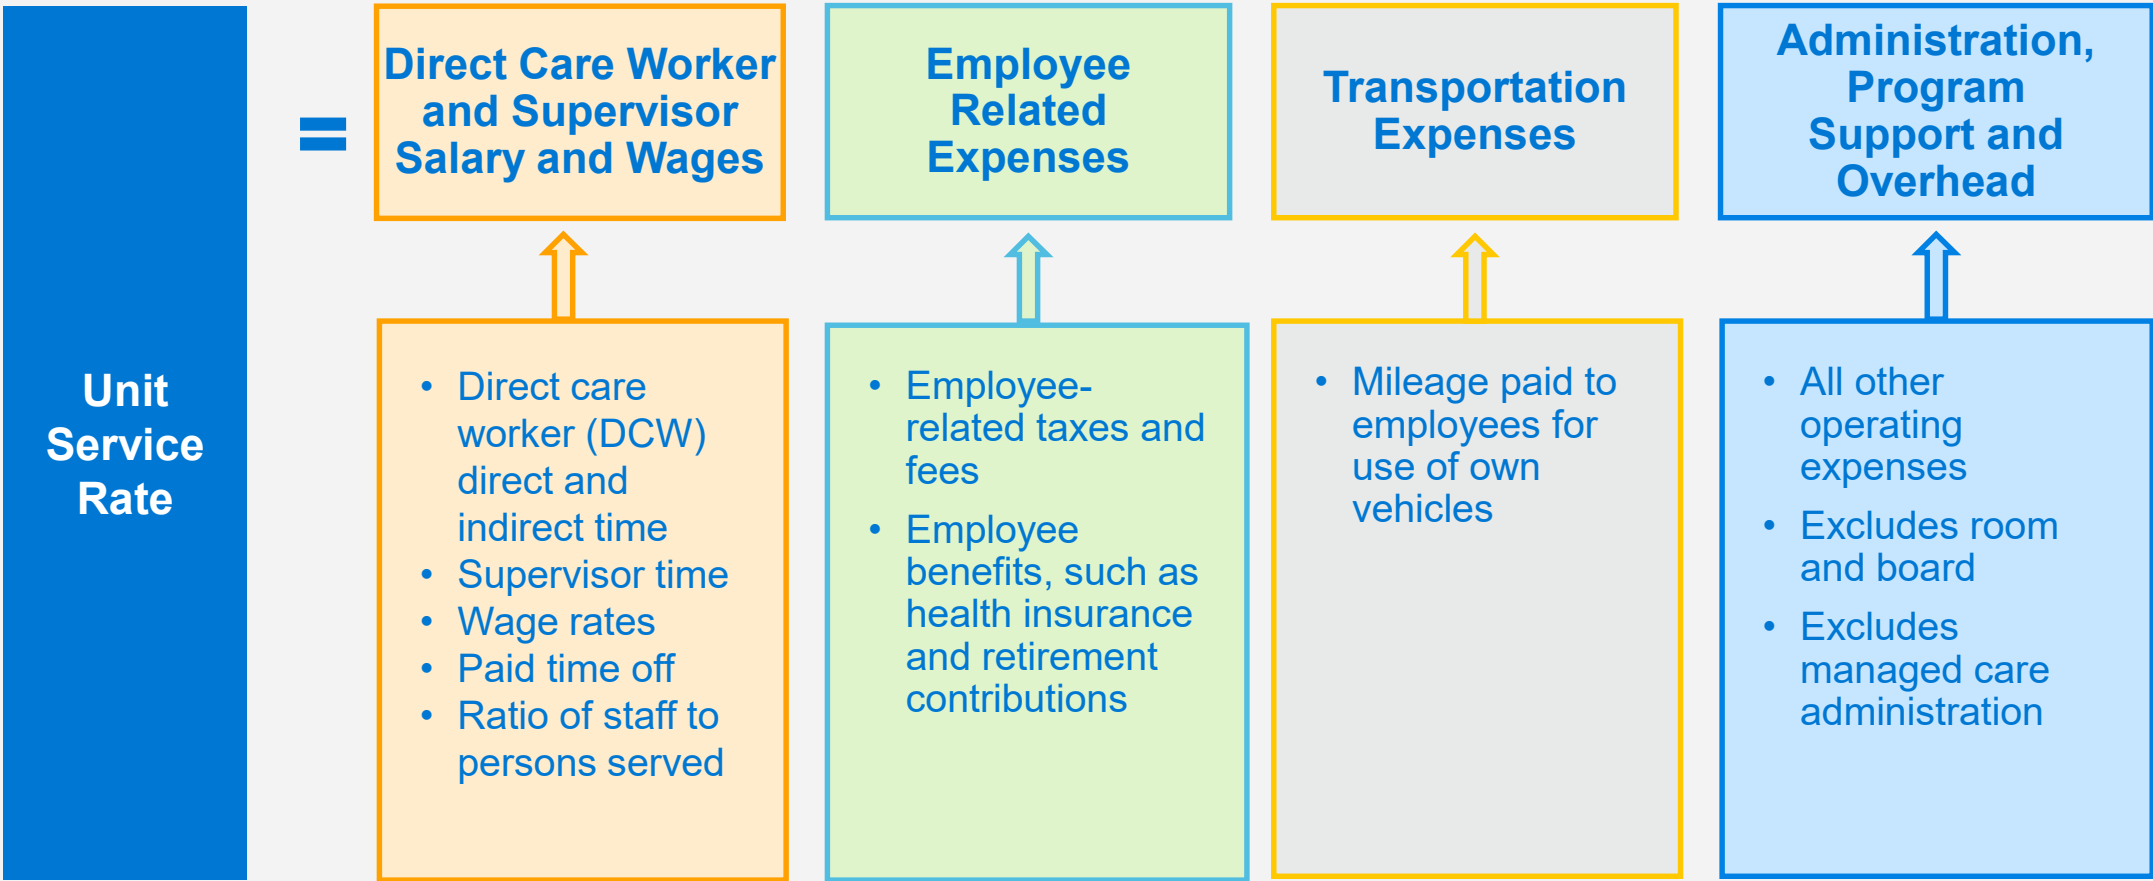 Unit
Service
Rate
=
Direct Care Worker
and Supervisor
Salary and Wages
Employee
Related
Expenses
Transportation
Expenses
Administration,
Program
Support and
Overhead
• Direct care
worker (DCW)
direct and
indirect time
• Supervisor time
• Wage rates
• Paid time off
• Ratio of staff to
persons served
• Employee-
related taxes and
fees
• Employee
benefits, such as
health insurance
and retirement
contributions
• Mileage paid to
employees for
use of own
vehicles
• All other
operating
expenses
• Excludes room
and board
• Excludes
managed care
administration